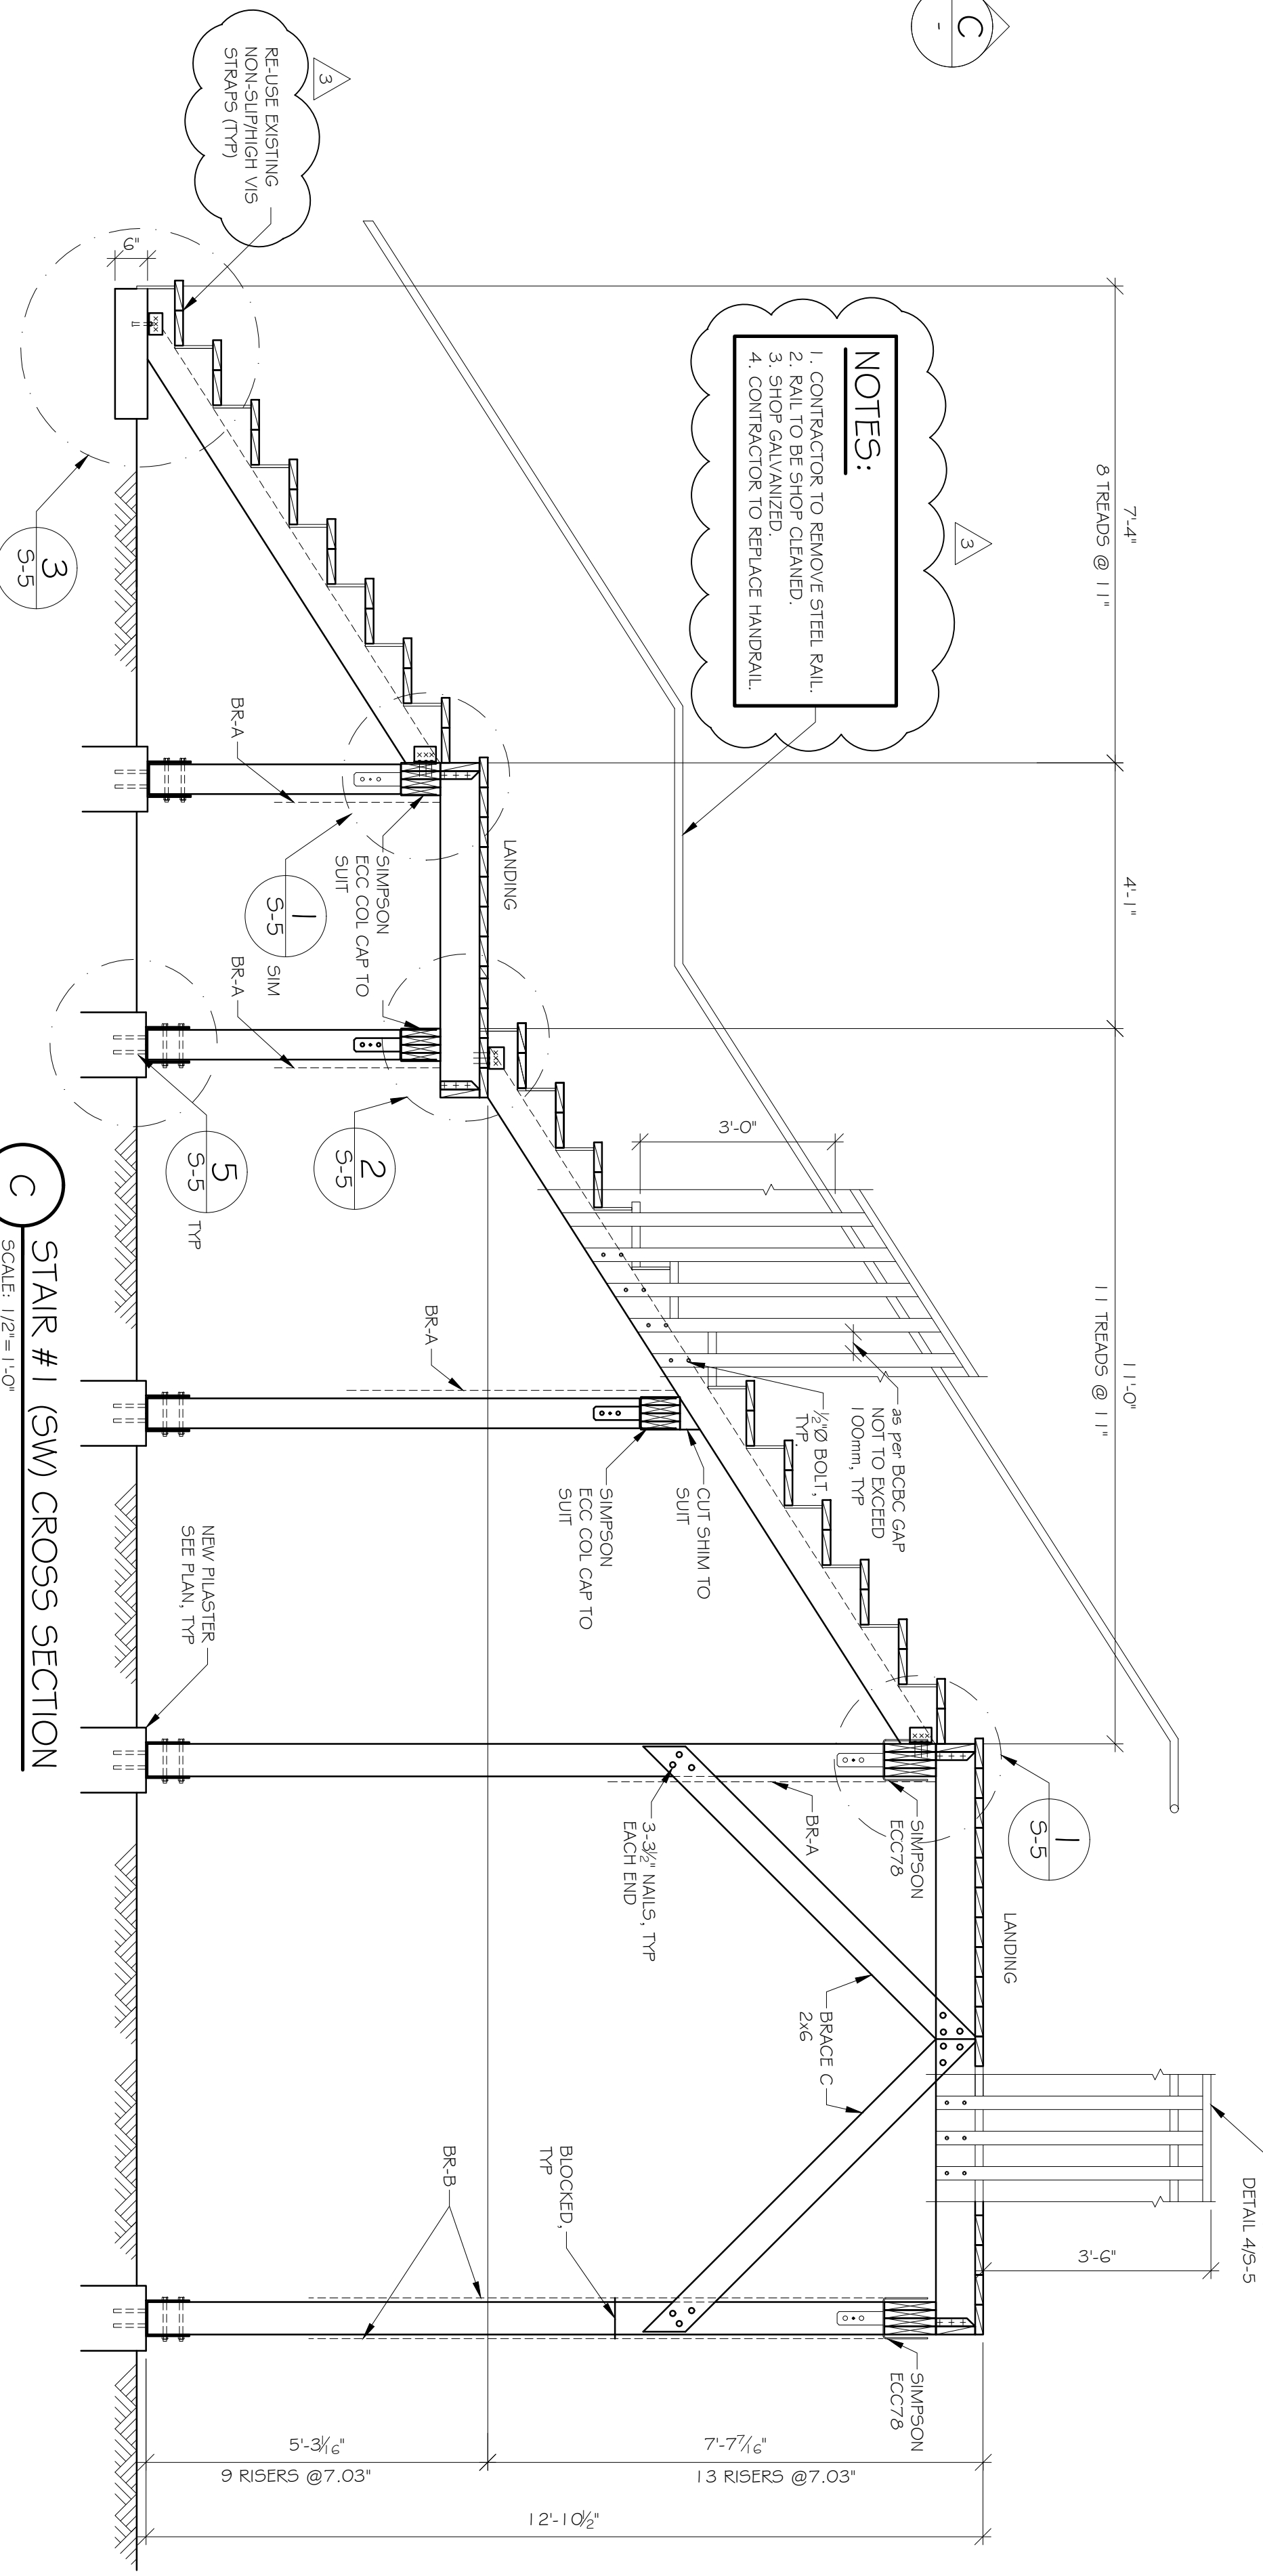 C
-
3
RE-USE EXISTING
NON-SLIP/HIGH VIS
STRAPS (TYP)
3
NOTES:
1. CONTRACTOR TO REMOVE STEEL RAIL.
2. RAIL TO BE SHOP CLEANED.
3. SHOP GALVANIZED.
4. CONTRACTOR TO REPLACE HANDRAIL.
7'-4"
8 TREADS @ 11"
4'-1"
11'-0"
11 TREADS @ 11"
6"
3
S-5
BR-A
LANDING
SIMPSON
ECC COL CAP TO
SUIT
1
S-5
SIM
BR-A
2
S-5
5
S-5
TYP
3'-0"
as per BCBC GAP
NOT TO EXCEED
100mm, TYP
½"Ø BOLT,
TYP.
CUT SHIM TO
SUIT
SIMPSON
ECC COL CAP TO
SUIT
BR-A
NEW PILASTER
SEE PLAN, TYP
1
S-5
SIMPSON
ECC78
BR-A
3-3½" NAILS, TYP
EACH END
LANDING
BRACE C
2x6
DETAIL 4/S-5
3'-6"
BLOCKED,
TYP
BR-B
SIMPSON
ECC78
5'-3 1/16"
9 RISERS @7.03"
7'-7 7/16"
13 RISERS @7.03"
12'-10½"
C
STAIR #1 (SW) CROSS SECTION
SCALE: 1/2"=1'-0"